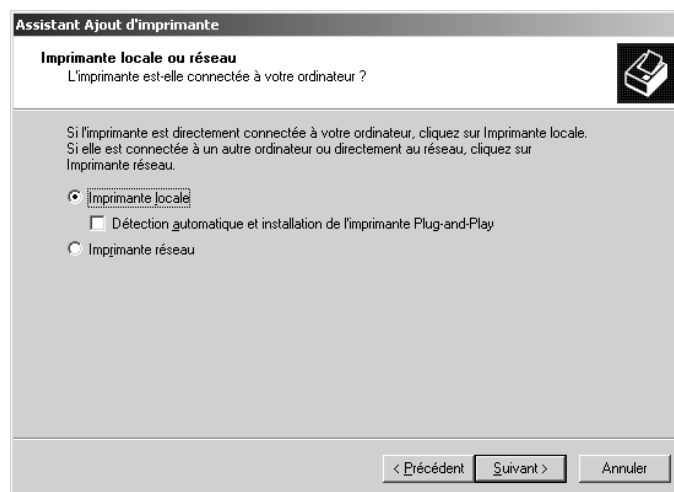 Assistant Ajout d'imprimante
Imprimante locale ou réseau
L'imprimante est-elle connectée à votre ordinateur ?
Si l'imprimante est directement connectée à votre ordinateur, cliquez sur Imprimante locale.
Si elle est connectée à un autre ordinateur ou directement au réseau, cliquez sur
Imprimante réseau.
Imprimante locale
Détection automatique et installation de l'imprimante Plug-and-Play
Imprimante réseau
< Précédent
Suivant >
Annuler